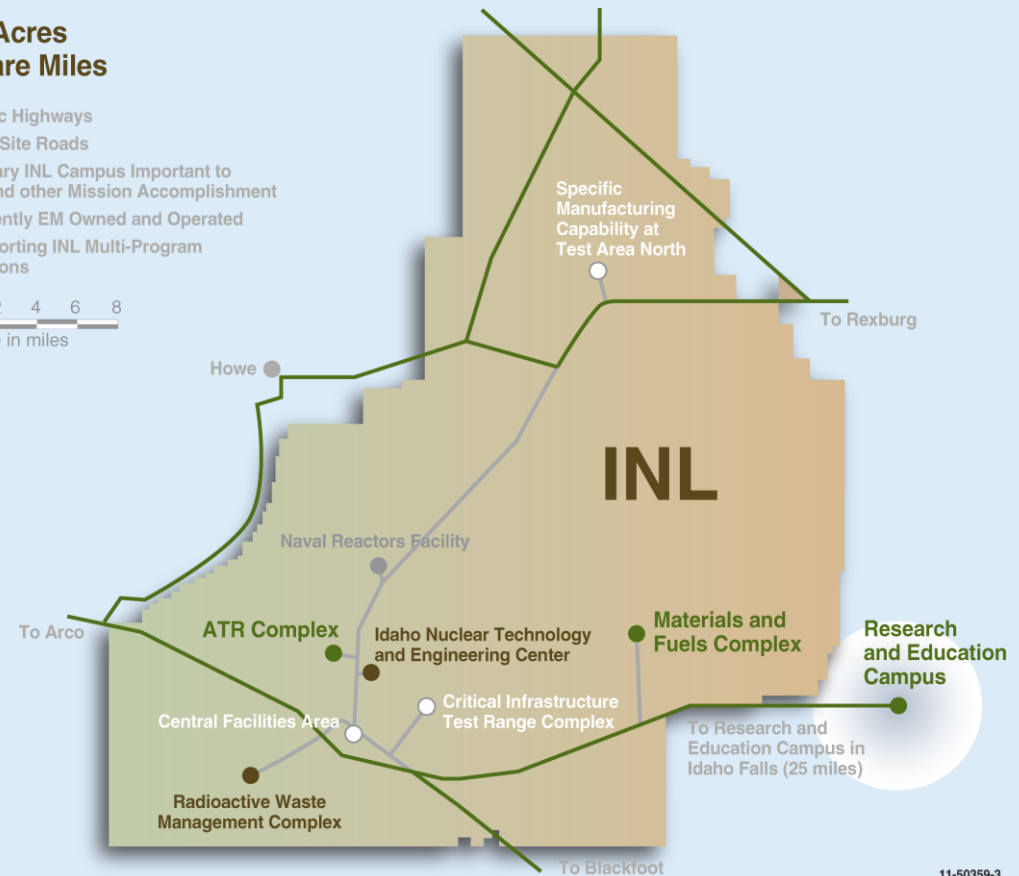 Acres
are Miles
c Highways
Site Roads
ary INL Campus Important to
nd other Mission Accomplishment
ently EM Owned and Operated
orting INL Multi-Program
ons
2 4 6 8
e in miles
Specific
Manufacturing
Capability at
Test Area North
To Rexburg
Howe
INL
Naval Reactors Facility
To Arco
ATR Complex
Idaho Nuclear Technology
and Engineering Center
Materials and
Fuels Complex
Research
and Education
Campus
Central Facilities Area
Critical Infrastructure
Test Range Complex
To Research and
Education Campus in
Idaho Falls (25 miles)
Radioactive Waste
Management Complex
To Blackfoot
11-50359-3